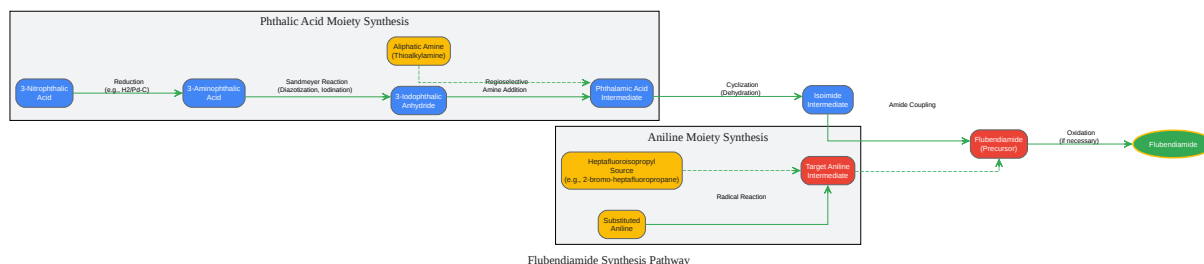 Phthalic Acid Moiety Synthesis
Aliphatic Amine
(Thioalkylamine)
3-Nitrophthalic
Acid
Reduction
(e.g., H2/Pd-C)
3-Aminophthalic
Acid
Sandmeyer Reaction
(Diazotization, Iodination)
3-Iodophthalic
Anhydride
Regioselective
Amine Addition
Phthalamic Acid
Intermediate
Cyclization
(Dehydration)
Isoimide
Intermediate
Amide Coupling
Aniline Moiety Synthesis
Heptafluoroisopropyl
Source
(e.g., 2-bromo-heptafluoropropane)
Target Aniline
Intermediate
Radical Reaction
Substituted
Aniline
Flubendiamide
(Precursor)
Oxidation
(if necessary)
Flubendiamide
Flubendiamide Synthesis Pathway